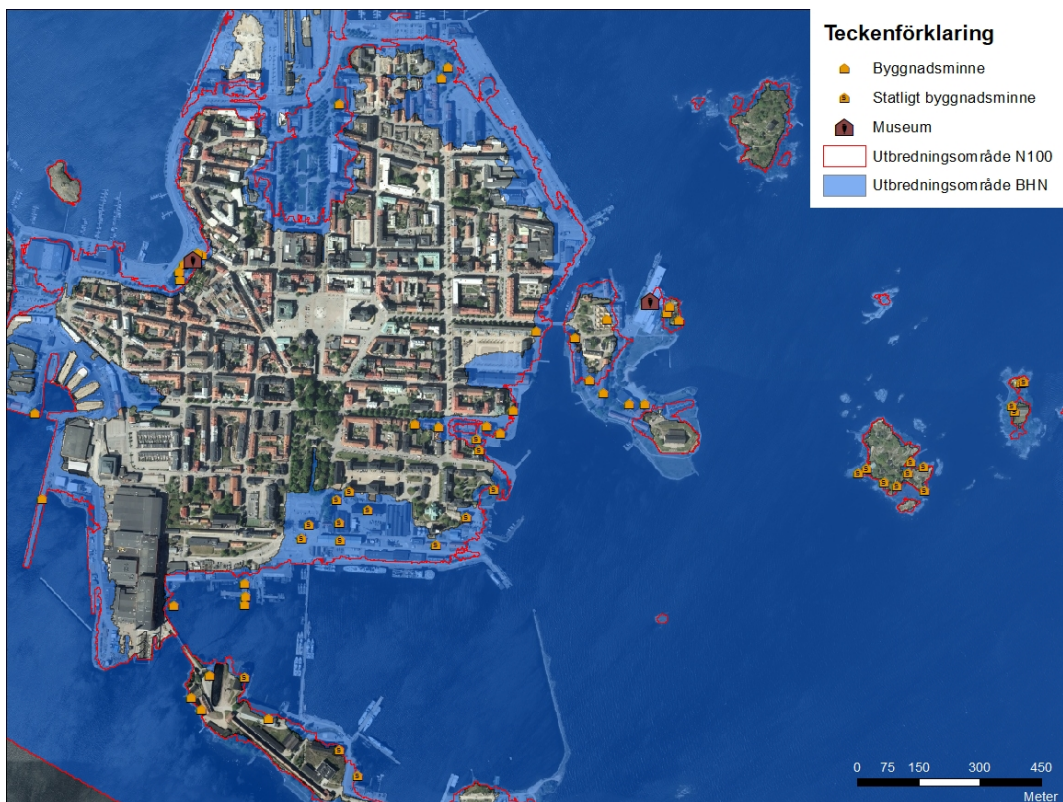 Teckenförklaring
Byggnadsminne
S Statligt byggnadsminne
Museum
Utbredningsområde N100
Utbredningsområde BHN
0 75 150 300 450
Meter